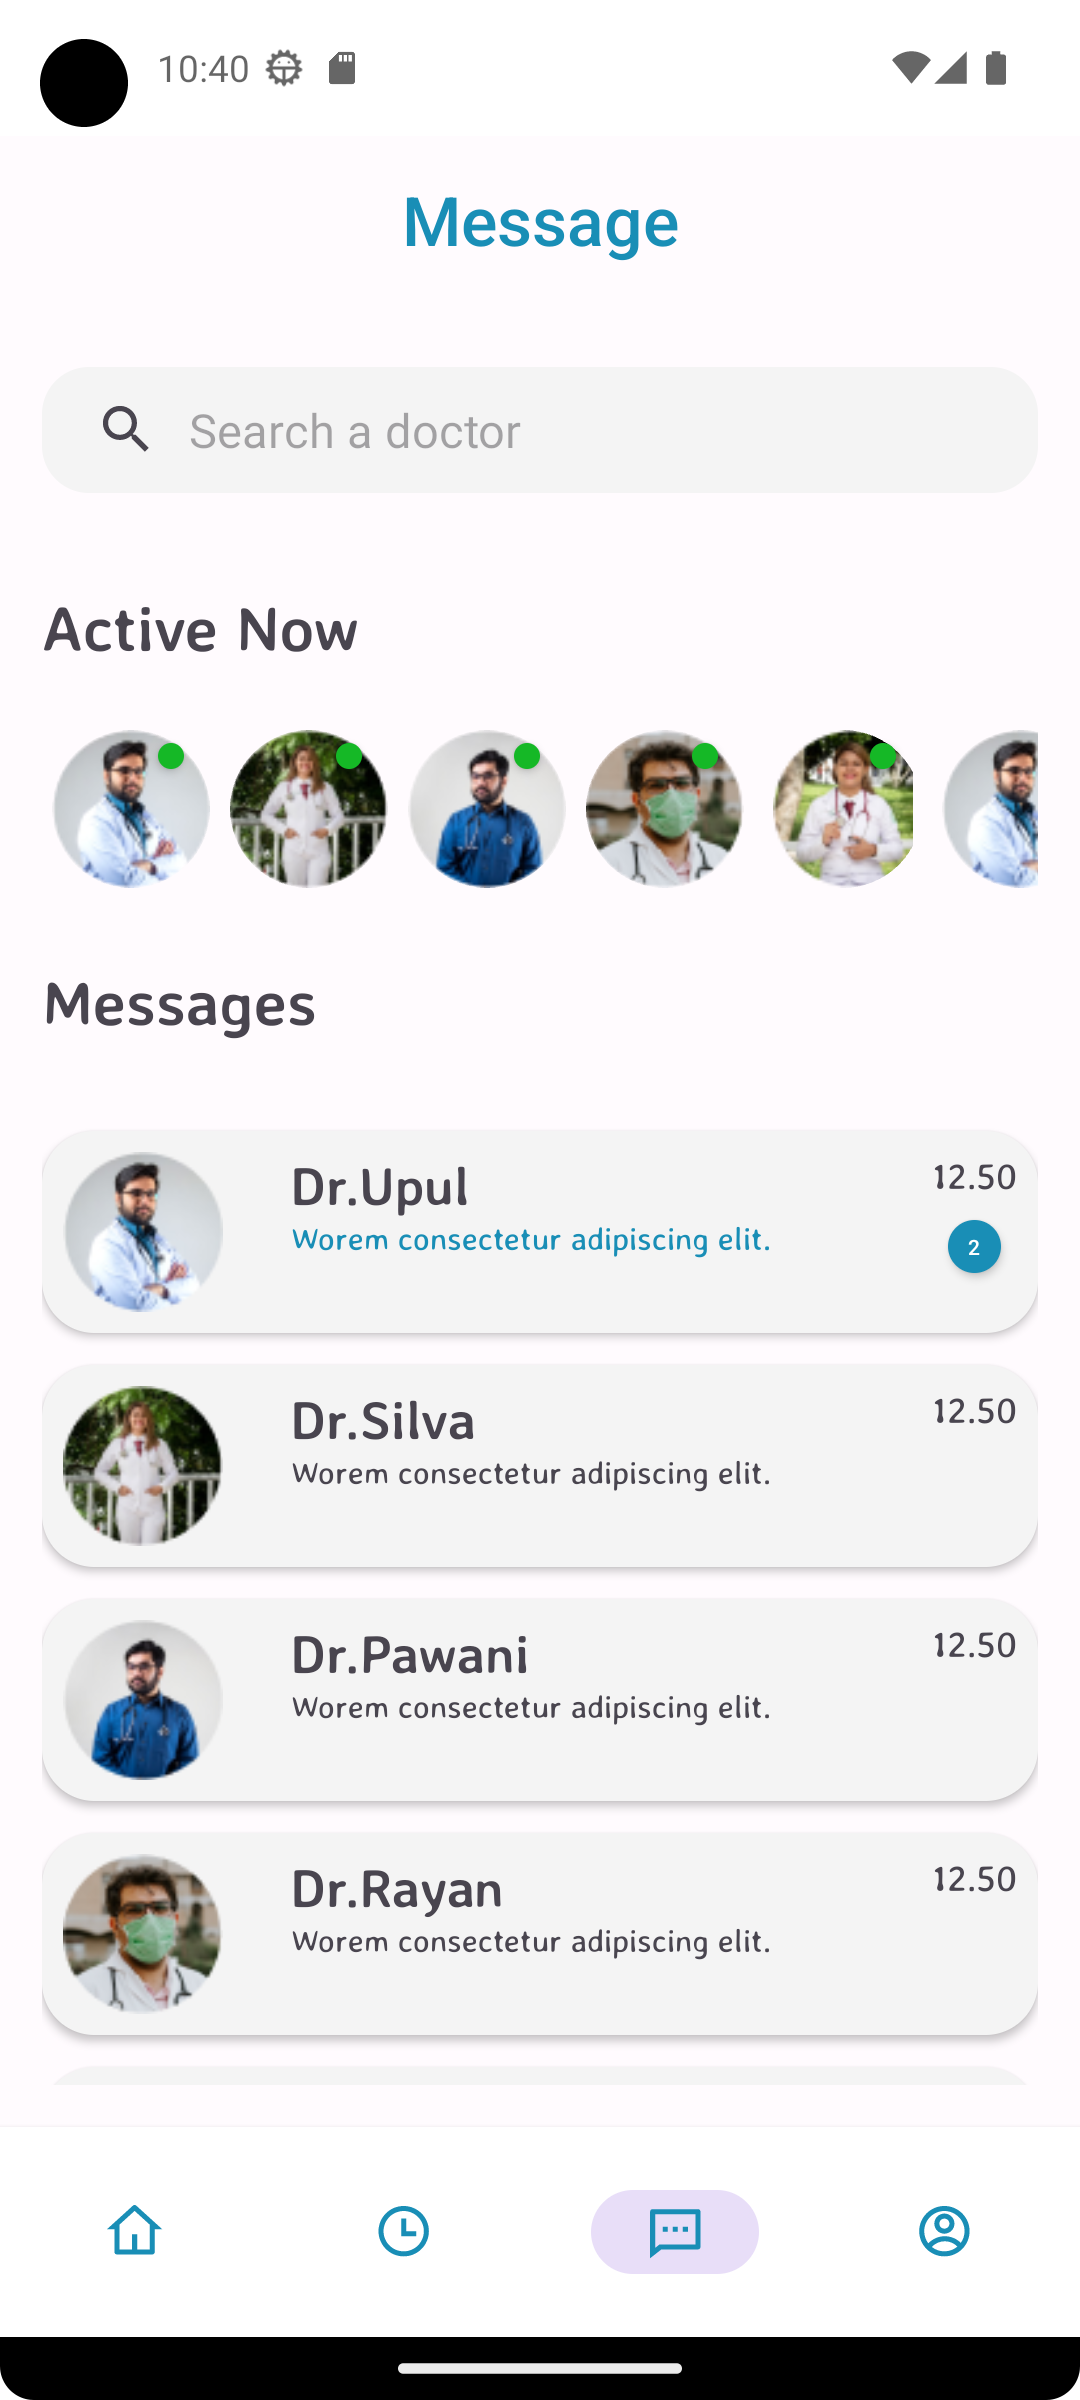 10:40
Message
Search a doctor
Active Now
Messages
Dr.Upul
12.50
Worem consectetur adipiscing elit.
2
Dr.Silva
12.50
Worem consectetur adipiscing elit.
Dr.Pawani
12.50
Worem consectetur adipiscing elit.
Dr.Rayan
12.50
Worem consectetur adipiscing elit.